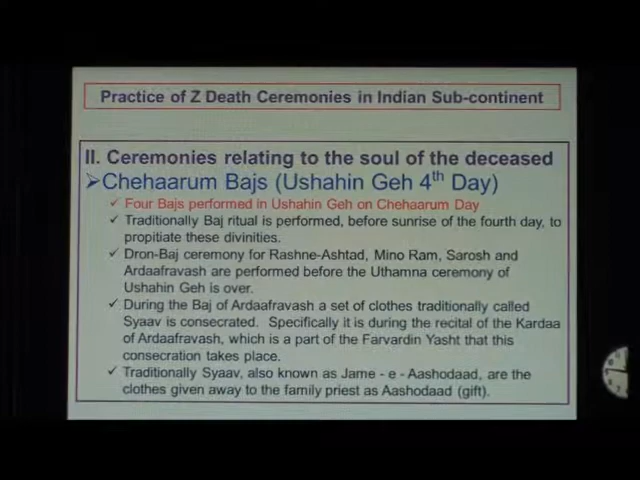 Practice of Z Death Ceremonies in Indian Sub-continent
II. Ceremonies relating to the soul of the deceased
➢Chehaarum Bajs (Ushahin Geh 4th Day)
✓ Four Bajs performed in Ushahin Geh on Chehaarum Day
✓ Traditionally Baj ritual is performed, before sunrise of the fourth day, to
propitiate these divinities.
✓ Dron-Baj ceremony for Rashne-Ashtad, Mino Ram, Sarosh and
Ardaafravash are performed before the Uthamna ceremony of
Ushahin Geh is over.
✓ During the Baj of Ardaafravash a set of clothes traditionally called
Syaav is consecrated. Specifically it is during the recital of the Kardaa
of Ardaafravash, which is a part of the Farvardin Yasht that this
consecration takes place.
✓ Traditionally Syaav, also known as Jame - e - Aashodaad, are the
clothes given away to the family priest as Aashodaad (gift).